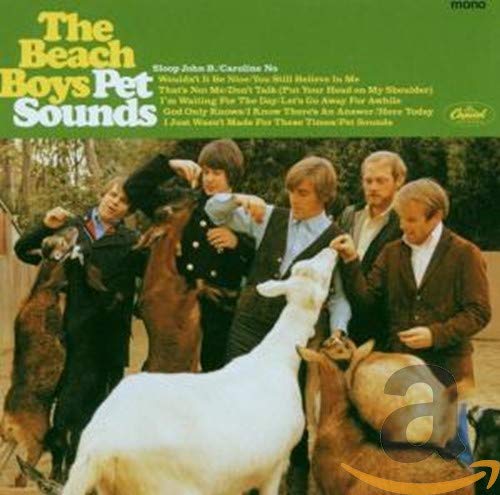 mono
The
Beach
Boys Pet
Sounds
Sloop John B./Caroline No
Wouldn't It Be Nice/You Still Believe In Me
That's Not Me/Don't Talk (Put Your Head on My Shoulder)
I'm Waiting For The Day/Let's Go Away For Awhile
God Only Knows/I Know There's An Answer/Here Today
I Just Wasn't Made For These Times/Pet Sounds
Capitol
a